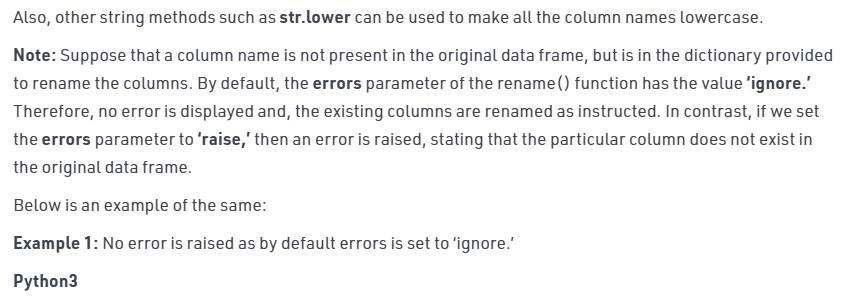 Also, other string methods such as str.lower can be used to make all the column names lowercase.
Note: Suppose that a column name is not present in the original data frame, but is in the dictionary provided
to rename the columns. By default, the errors parameter of the rename() function has the value 'ignore.'
Therefore, no error is displayed and, the existing columns are renamed as instructed. In contrast, if we set
the errors parameter to 'raise,' then an error is raised, stating that the particular column does not exist in
the original data frame.
Below is an example of the same:
Example 1: No error is raised as by default errors is set to 'ignore.'
Python3